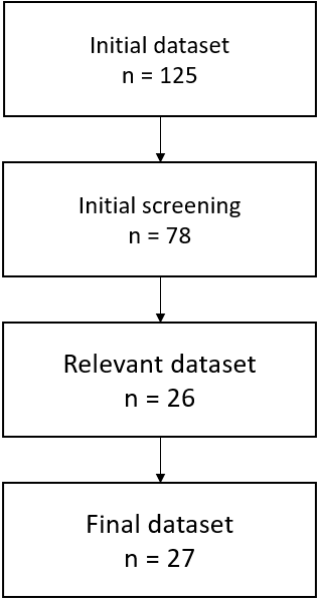 Initial dataset
n = 125
Initial screening
n = 78
Relevant dataset
n = 26
Final dataset
n = 27